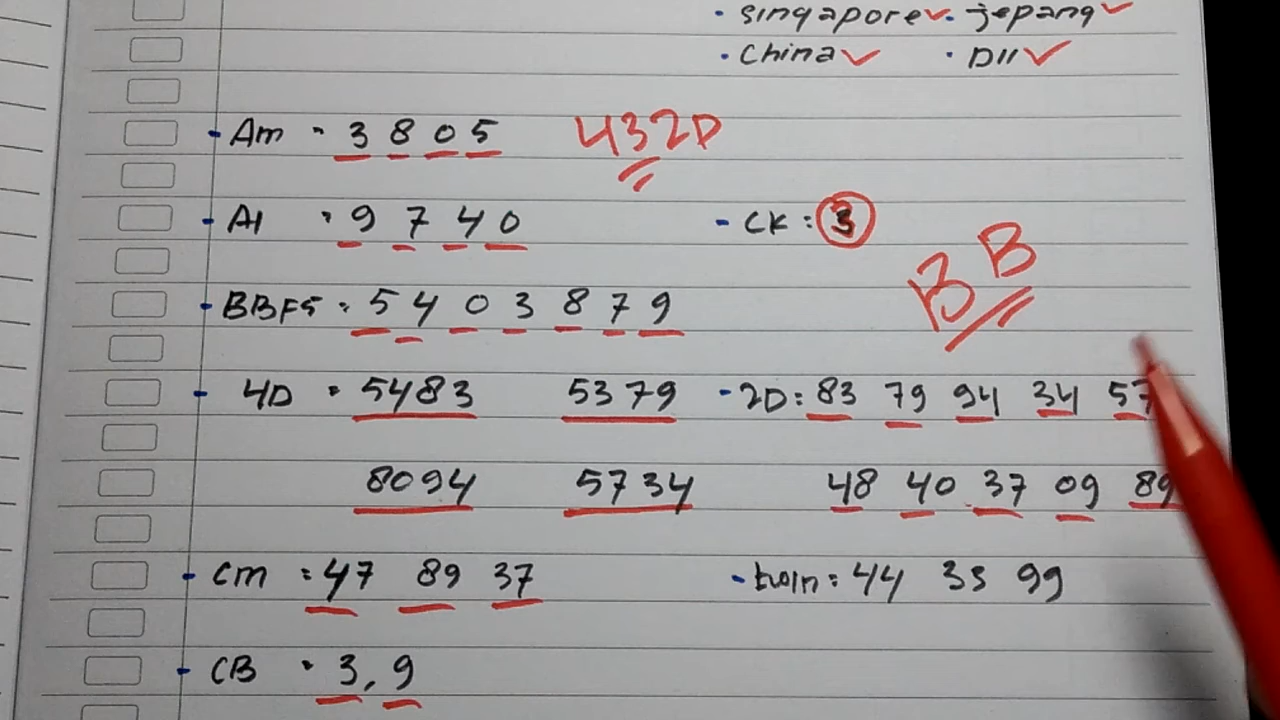 • singapore ✓ • jepang ✓
• China ✓ • Dll ✓
- Am = 3 8 0 5 432D
- AI = 9 7 4 0 - CK : 3
BB
- BBFS = 5 4 0 3 8 7 9
- 4D = 5483 5379 - 2D : 83 79 94 34 57
8094 5734 48 40 37 09 89
- Cm = 47 89 37 - twin : 44 33 99
- CB = 3, 9